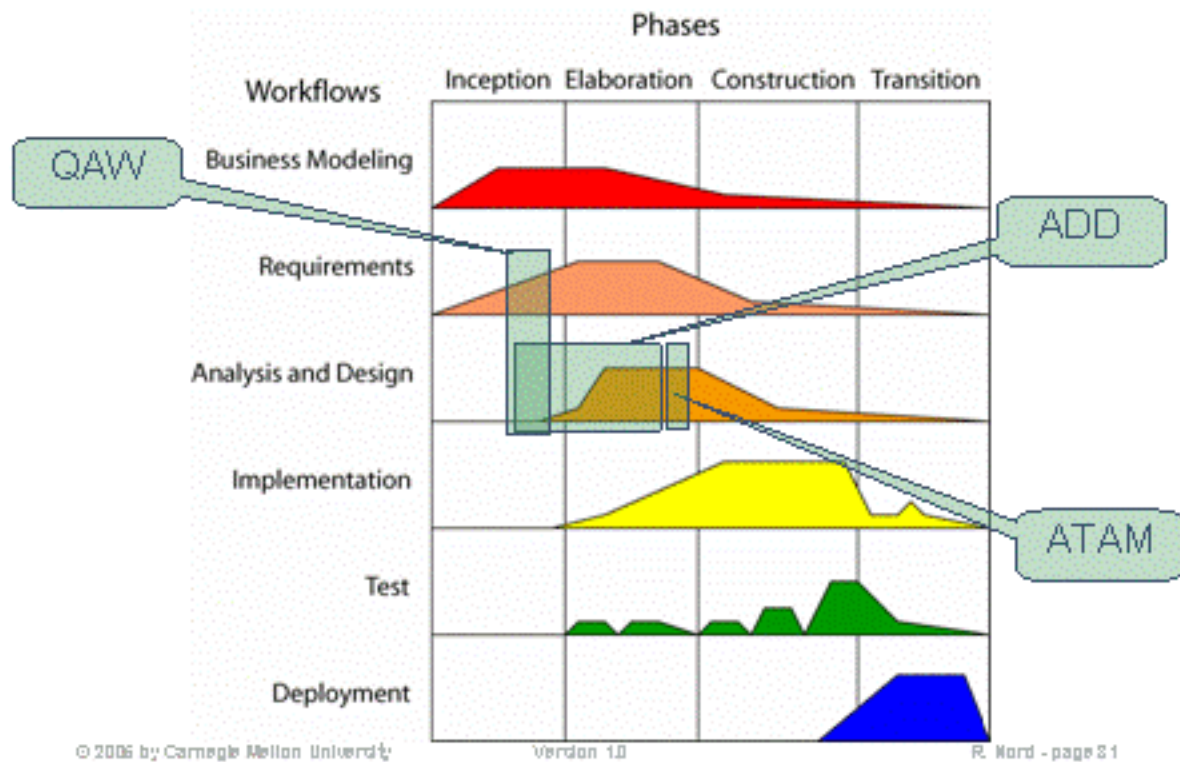 Phases
Inception Elaboration Construction Transition
Workflows
QAW
Business Modeling
ADD
Requirements
Analysis and Design
Implementation
ATAM
Test
Deployment
© 2006 by Carnegie Mellon University Version 1.0 R. Nord - page 31